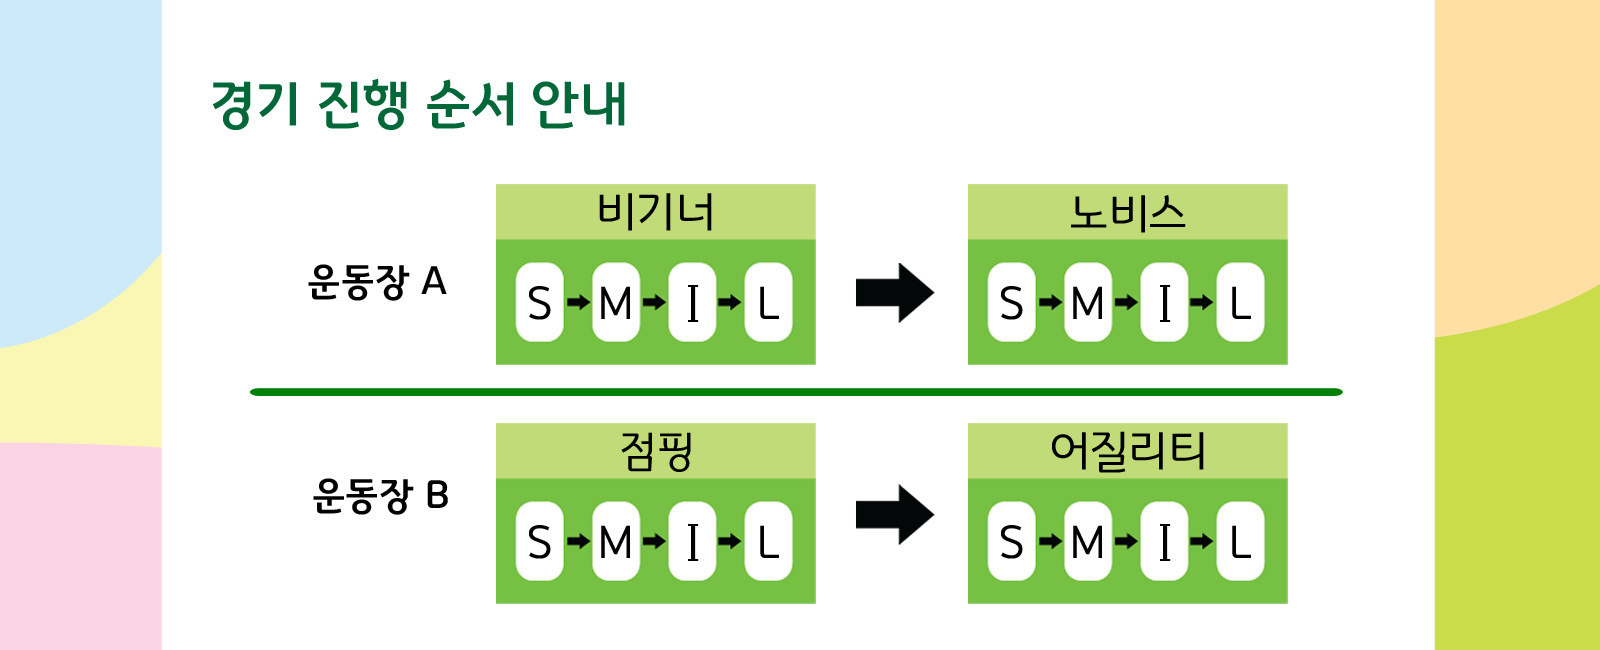 경기 진행 순서 안내
비기너
노비스
운동장 A
S M I L
S M I L
점핑
어질리티
운동장 B
S M I L
S M I L